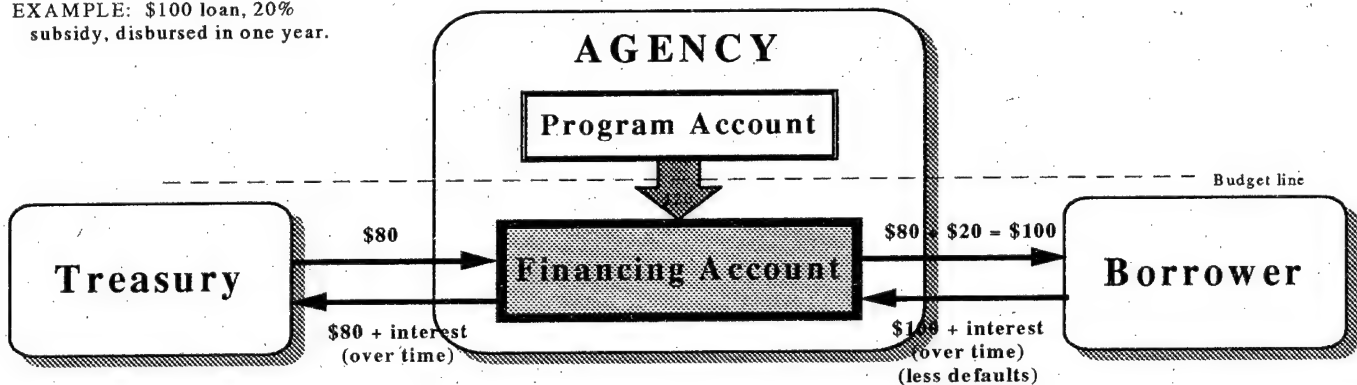 EXAMPLE: $100 loan, 20%
subsidy, disbursed in one year.
AGENCY
Program Account
Budget line
Treasury
$80
Financing Account
$80 + $20 = $100
Borrower
$80 + interest
(over time)
$100 + interest
(over time)
(less defaults)